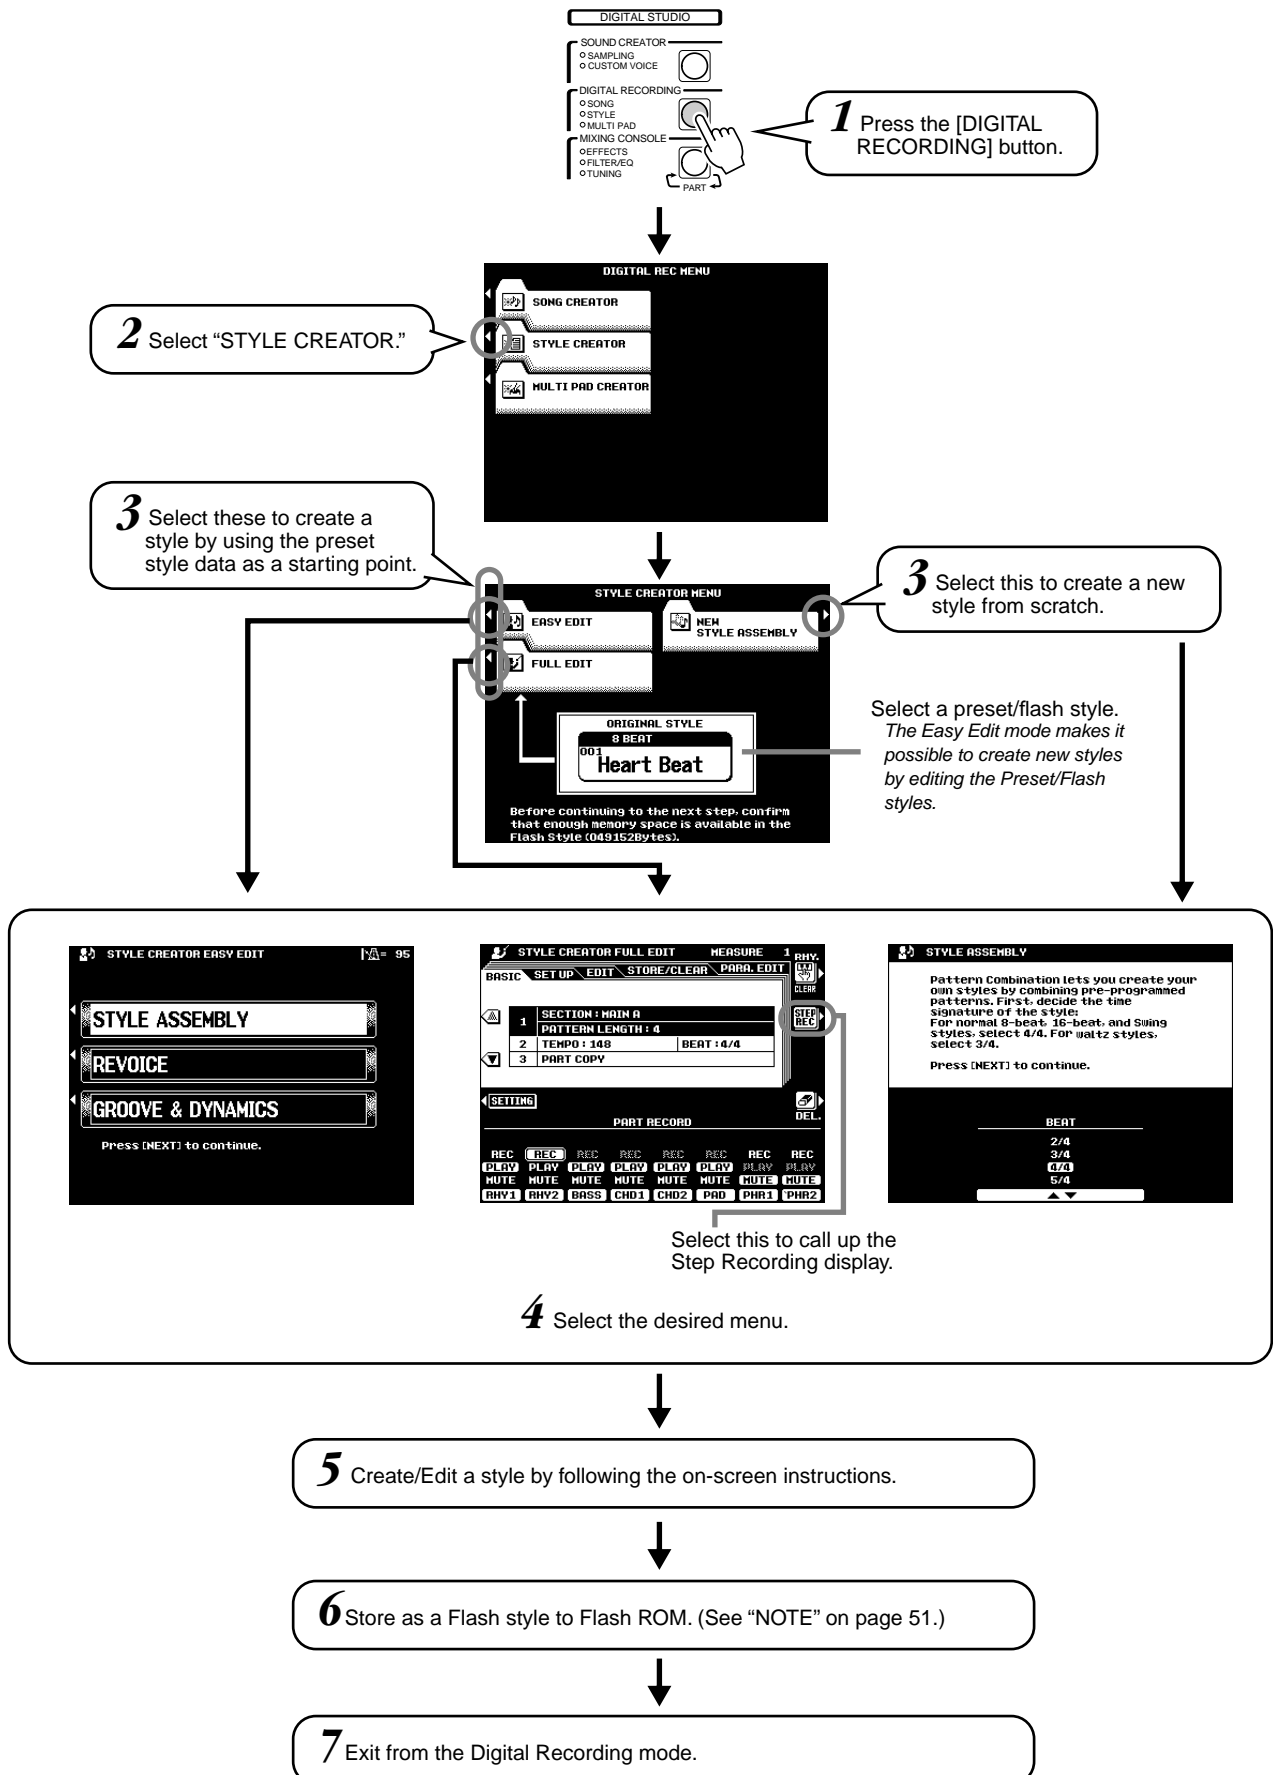 DIGITAL STUDIO
SOUND CREATOR
SAMPLING
CUSTOM VOICE
DIGITAL RECORDING
SONG
STYLE
MULTI PAD
MIXING CONSOLE
EFFECTS
FILTER/EQ
TUNING
PART
1 Press the [DIGITAL
RECORDING] button.
DIGITAL REC MENU
SONG CREATOR
STYLE CREATOR
MULTI PAD CREATOR
2 Select “STYLE CREATOR.”
3 Select these to create a
style by using the preset
style data as a starting point.
STYLE CREATOR MENU
EASY EDIT
FULL EDIT
NEW
STYLE ASSEMBLY
ORIGINAL STYLE
8 BEAT
001
Heart Beat
Before continuing to the next step, confirm
that enough memory space is available in the
Flash Style (049152Bytes).
3 Select this to create a new
style from scratch.
Select a preset/flash style.
The Easy Edit mode makes it
possible to create new styles
by editing the Preset/Flash
styles.
STYLE CREATOR EASY EDIT = 95
STYLE ASSEMBLY
REVOICE
GROOVE & DYNAMICS
Press [NEXT] to continue.
STYLE CREATOR FULL EDIT MEASURE 1
RHY.
CLEAR
BASIC SET UP EDIT STORE/CLEAR PARA. EDIT
STEP
REC
1 SECTION : MAIN A
PATTERN LENGTH : 4
2 TEMPO : 148 BEAT : 4/4
3 PART COPY
SETTING
DEL.
PART RECORD
REC REC REC REC REC REC REC REC
PLAY PLAY PLAY PLAY PLAY PLAY PLAY PLAY
MUTE MUTE MUTE MUTE MUTE MUTE MUTE MUTE
RHY1 RHY2 BASS CHD1 CHD2 PAD PHR1 PHR2
Select this to call up the
Step Recording display.
STYLE ASSEMBLY
Pattern Combination lets you create your
own styles by combining pre-programmed
patterns. First, decide the time
signature of the style:
For normal 8-beat, 16-beat, and Swing
styles, select 4/4. For waltz styles,
select 3/4.
Press [NEXT] to continue.
BEAT
2/4
3/4
4/4
5/4
4 Select the desired menu.
5 Create/Edit a style by following the on-screen instructions.
6 Store as a Flash style to Flash ROM. (See “NOTE” on page 51.)
7 Exit from the Digital Recording mode.